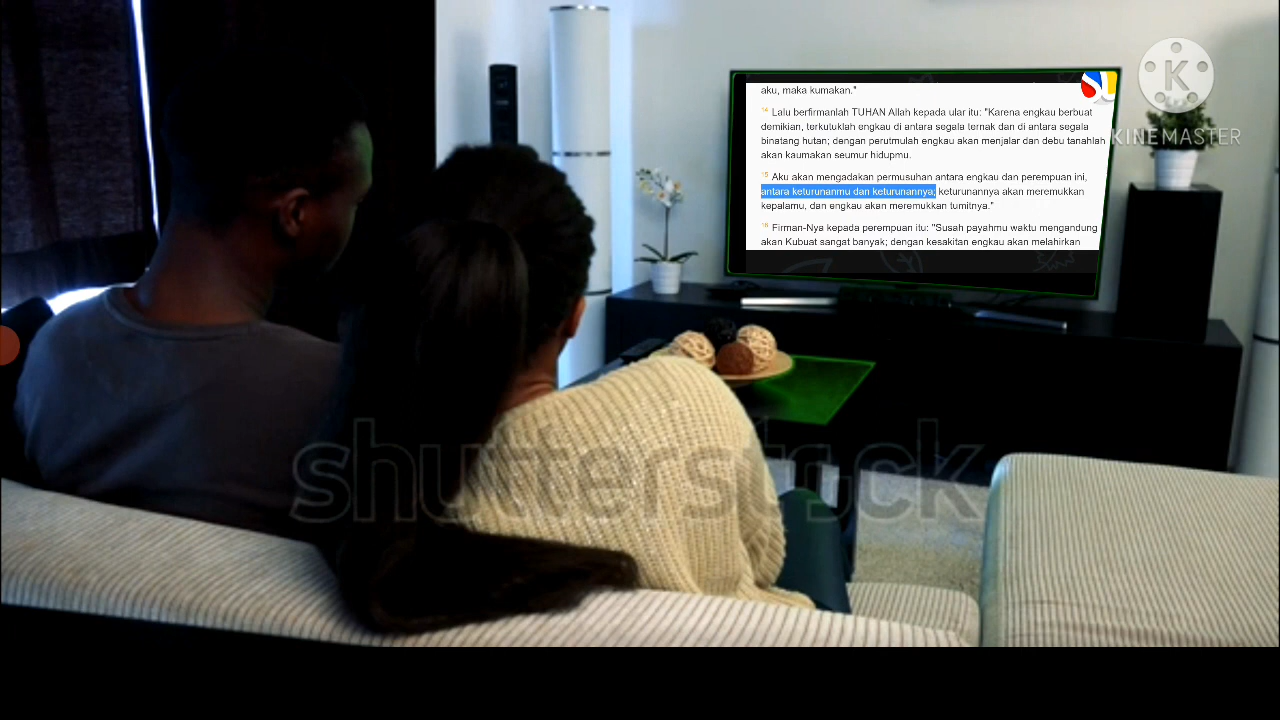 aku, maka kumakan."
14 Lalu berfirmanlah TUHAN Allah kepada ular itu: "Karena engkau berbuat
demikian, terkutuklah engkau di antara segala ternak dan di antara segala
binatang hutan; dengan perutmulah engkau akan menjalar dan debu tanahlah
akan kaumakan seumur hidupmu.
15 Aku akan mengadakan permusuhan antara engkau dan perempuan ini,
antara keturunanmu dan keturunannya; keturunannya akan meremukkan
kepalamu, dan engkau akan meremukkan tumitnya."
16 Firman-Nya kepada perempuan itu: "Susah payahmu waktu mengandung
akan Kubuat sangat banyak; dengan kesakitan engkau akan melahirkan
K
KINEMASTER
shutterstock